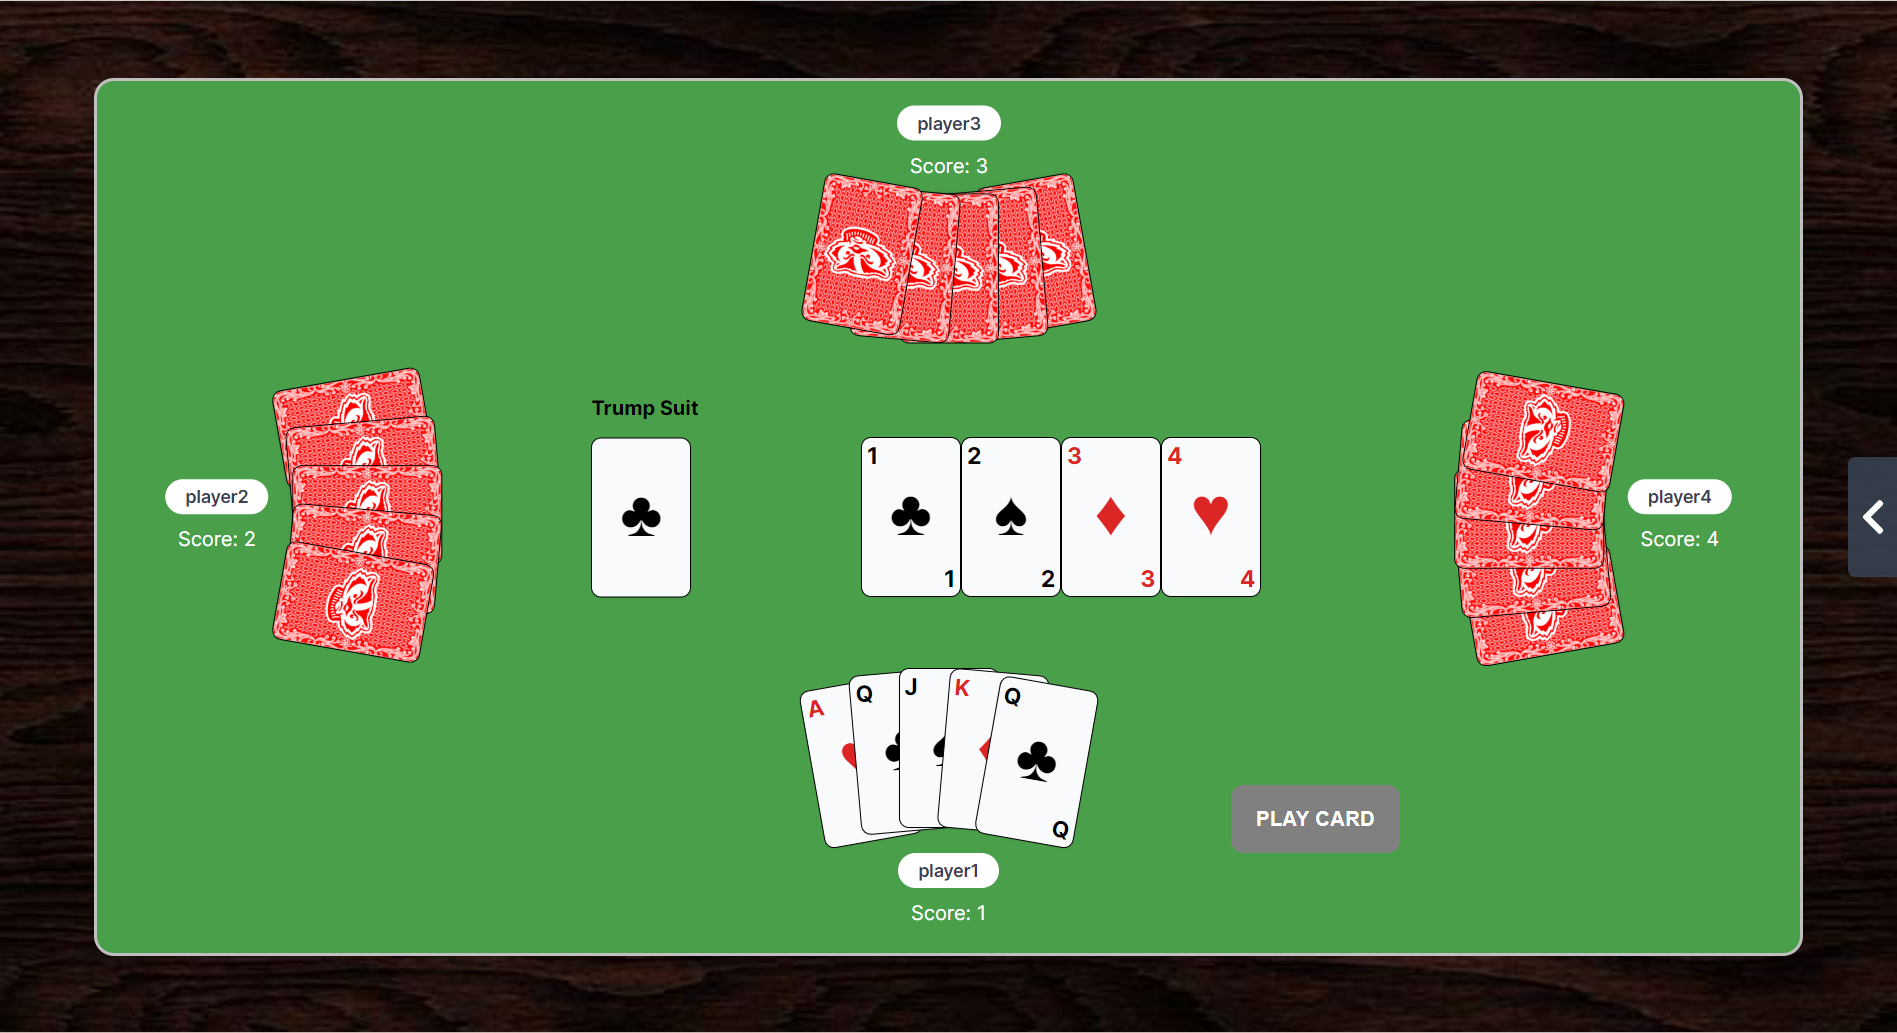 player3
Score: 3
Trump Suit
1 2 3 4
1 2 3 4
player2
Score: 2
player4
Score: 4
A Q J K Q
Q
PLAY CARD
player1
Score: 1